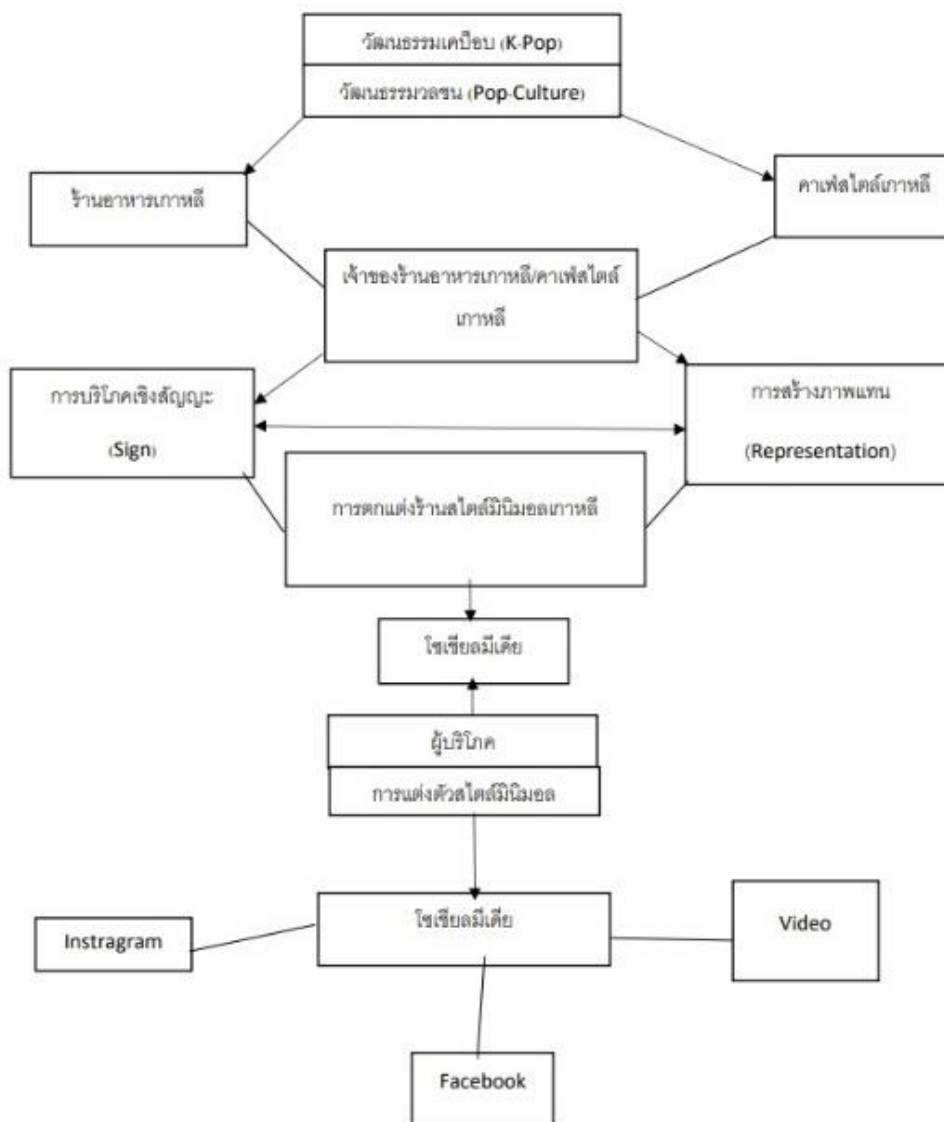 วัฒนธรรมเคป๊อบ (K-Pop)
วัฒนธรรมวลชน (Pop-Culture)
ร้านอาหารเกาหลี
คาเฟ่สไตล์เกาหลี
เจ้าของร้านอาหารเกาหลี/คาเฟ่สไตล์
เกาหลี
การบริโภคเชิงสัญญะ
(Sign)
การสร้างภาพแทน
(Representation)
การตกแต่งร้านสไตล์มินิมอลเกาหลี
โซเชียลมีเดีย
ผู้บริโภค
การแต่งตัวสไตล์มินิมอล
โซเชียลมีเดีย
Instragram
Video
Facebook